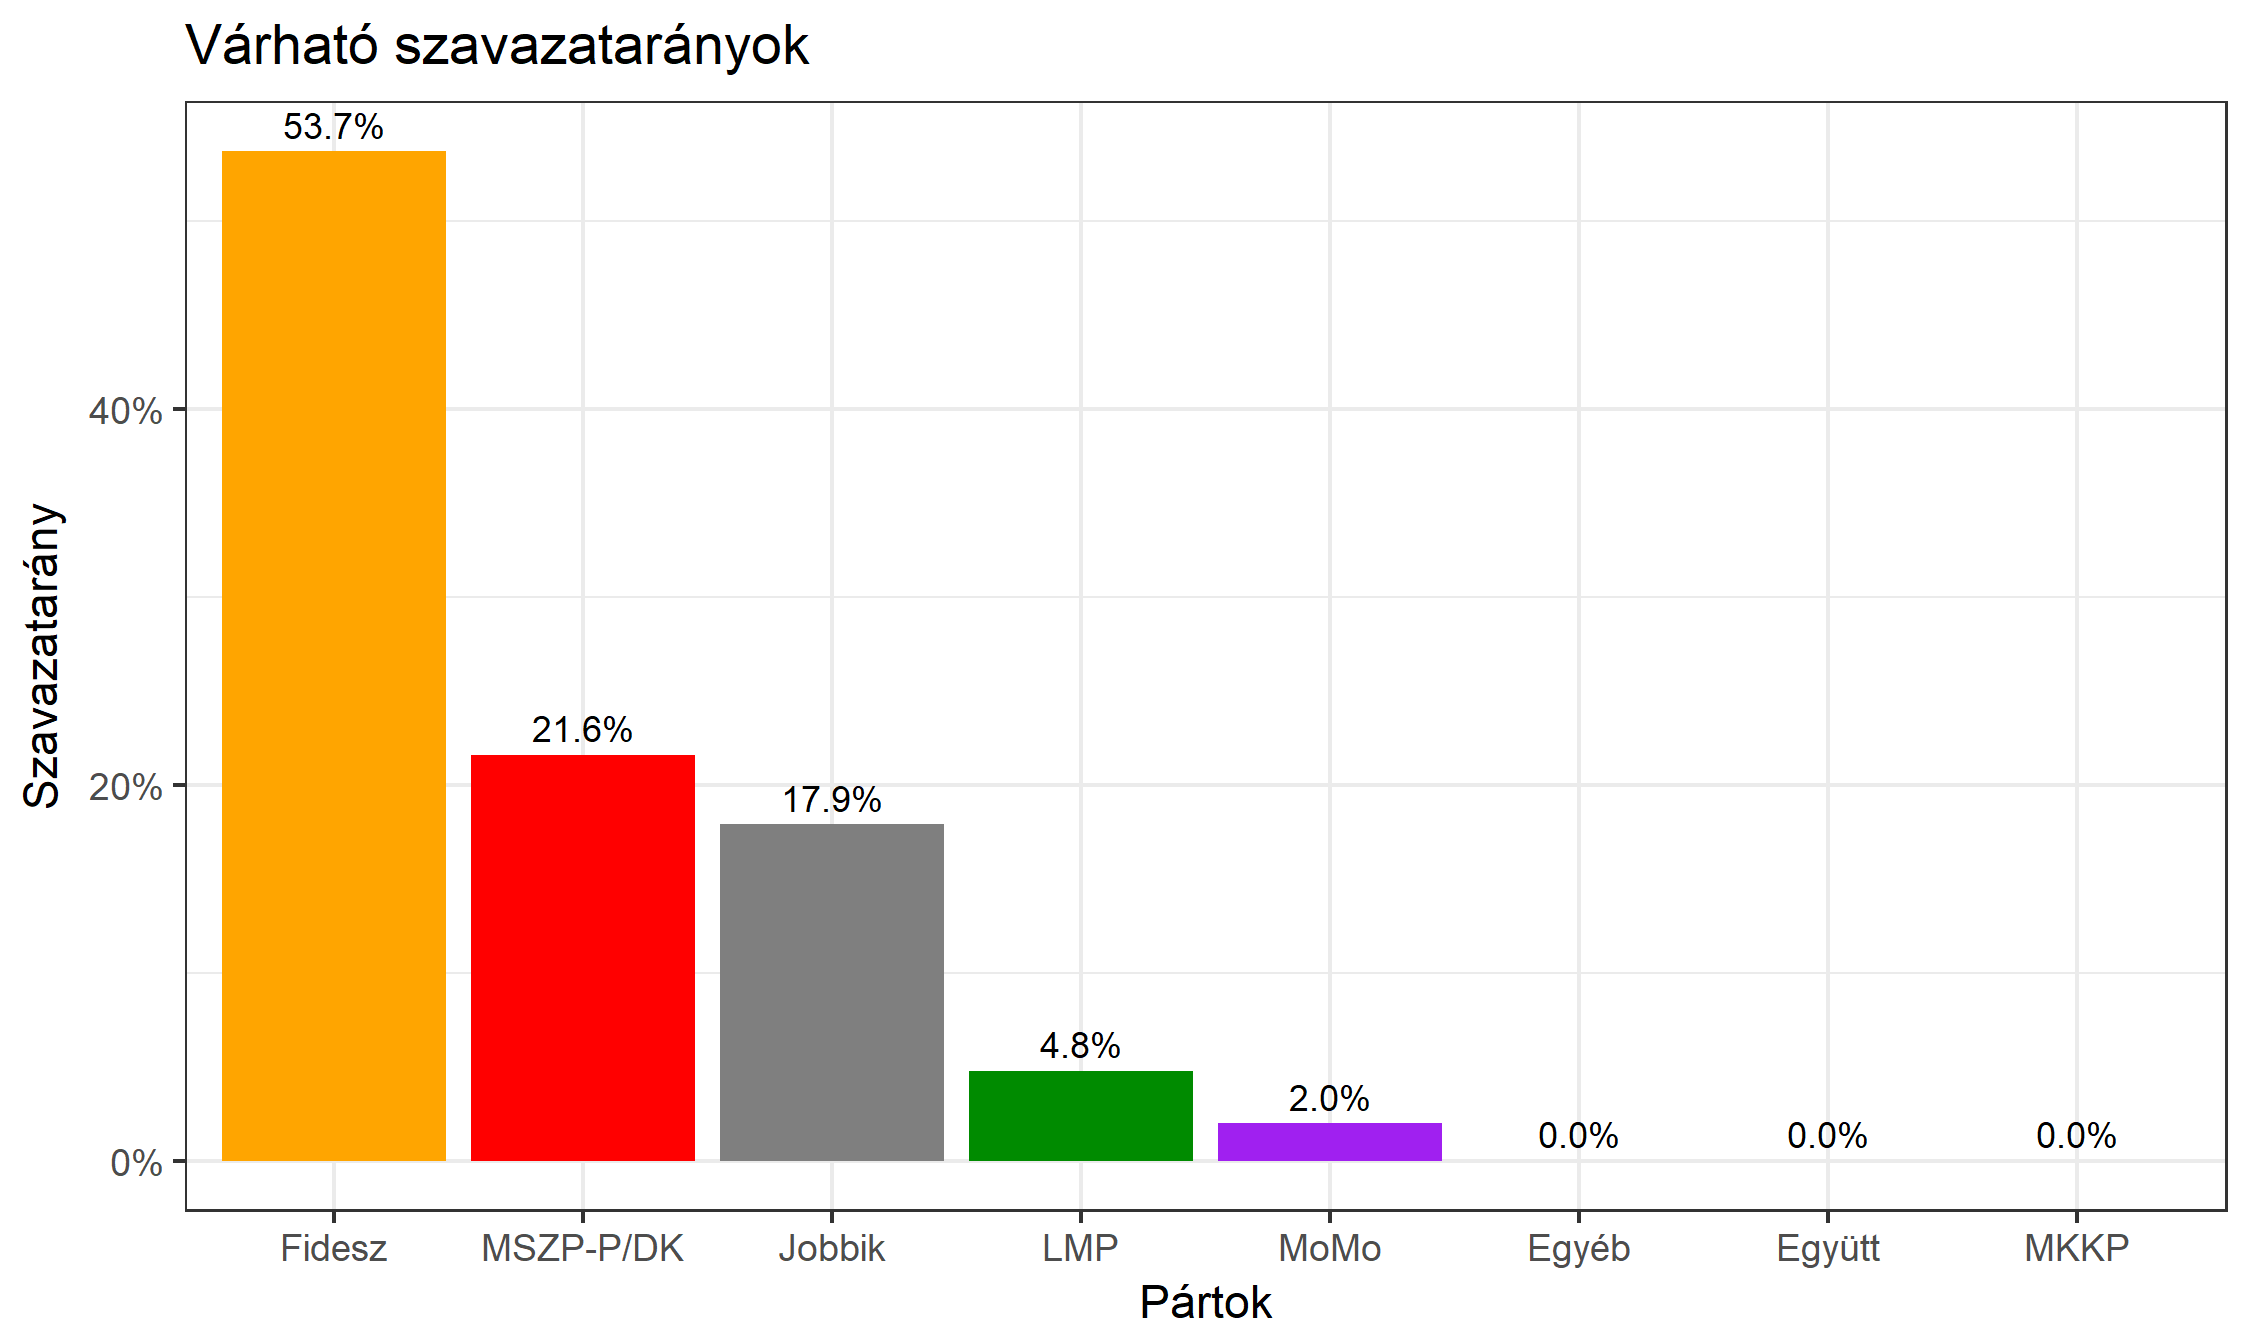 Várható szavazatarányok
53.7%
21.6%
17.9%
4.8%
2.0%
0.0%
0.0%
0.0%
40%
20%
0%
Szavazatarány
Fidesz
MSZP-P/DK
Jobbik
LMP
MoMo
Egyéb
Együtt
MKKP
Pártok